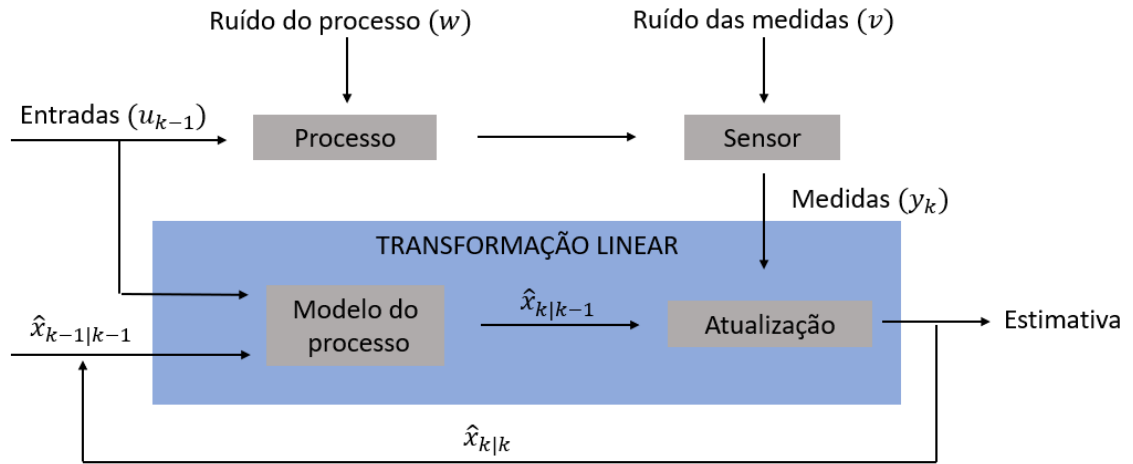 Ruído do processo (w)
Ruído das medidas (v)
Entradas (u_{k−1})
Processo
Sensor
Medidas (y_k)
TRANSFORMAÇÃO LINEAR
Modelo do
processo
x̂_{k−1|k−1}
x̂_{k|k−1}
Atualização
Estimativa
x̂_{k|k}